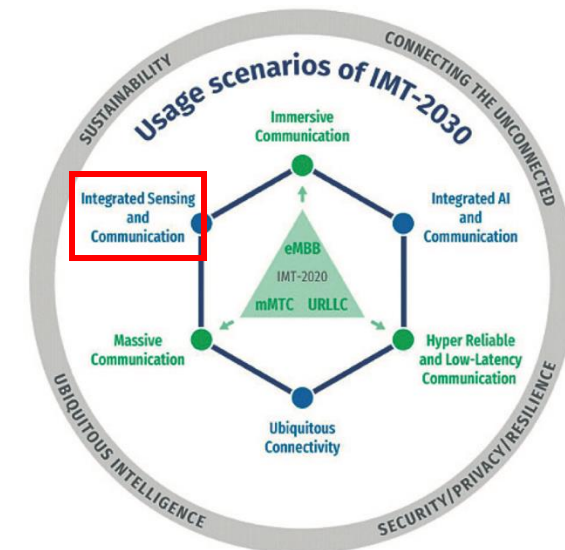 SUSTAINABILITY
CONNECTING THE UNCONNECTED
Usage scenarios of IMT-2030
Immersive
Communication
Integrated Sensing
and
Communication
Integrated AI
and
Communication
eMBB
IMT-2020
mMTC URLLC
Massive
Communication
Hyper Reliable
and Low-Latency
Communication
Ubiquitous
Connectivity
UBIQUITOUS INTELLIGENCE
SECURITY/PRIVACY/RESILIENCE